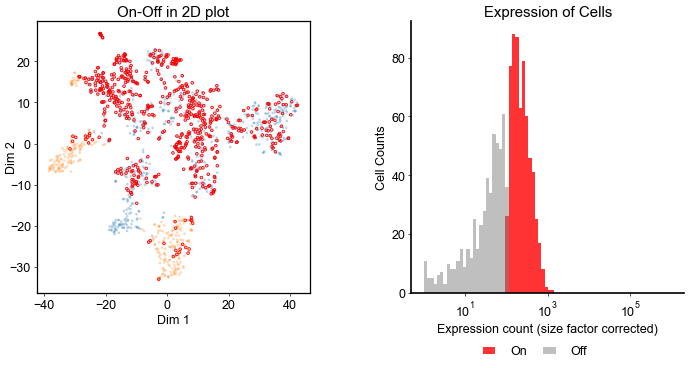 On-Off in 2D plot
Dim 2
20
10
0
−10
−20
−30
−40
−20
0
20
40
Dim 1
Expression of Cells
Cell Counts
80
60
40
20
0
10^1
10^3
10^5
Expression count (size factor corrected)
On
Off